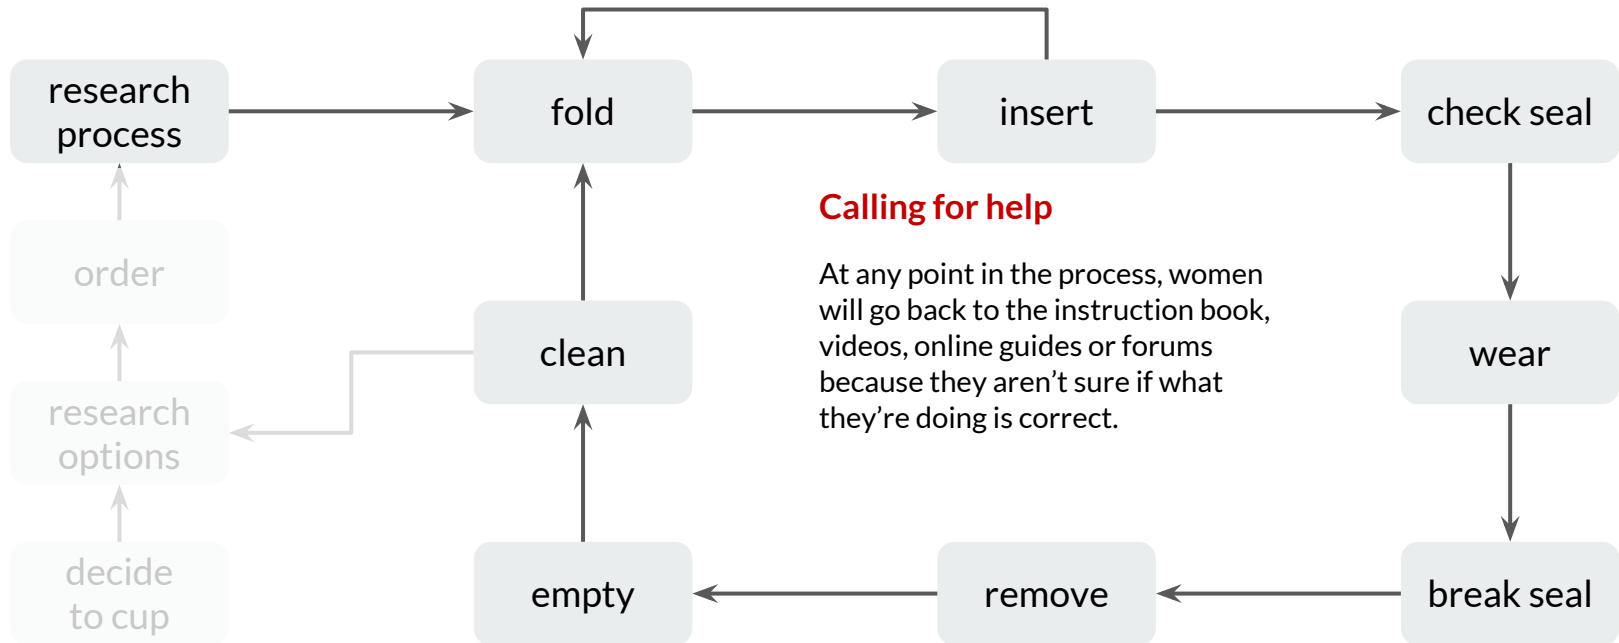 research
process
fold
insert
check seal
Calling for help
At any point in the process, women
will go back to the instruction book,
videos, online guides or forums
because they aren’t sure if what
they’re doing is correct.
order
clean
wear
research
options
decide
to cup
empty
remove
break seal